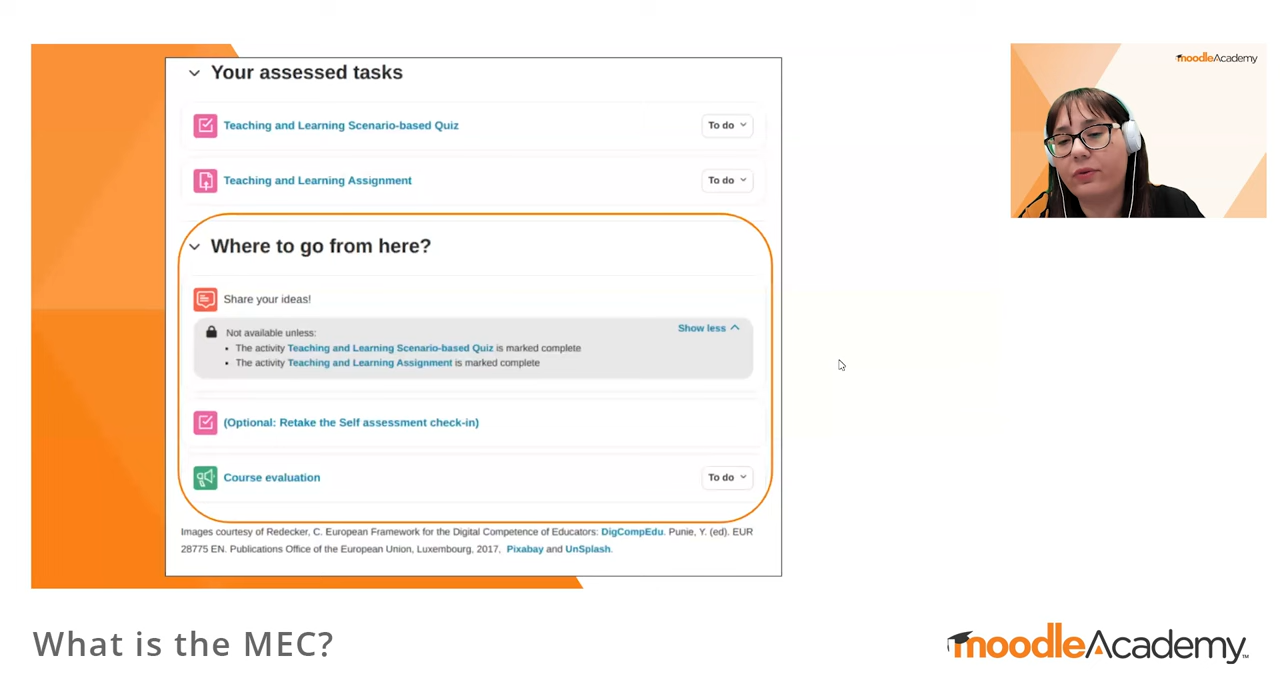 Your assessed tasks
Teaching and Learning Scenario-based Quiz
To do
Teaching and Learning Assignment
To do
Where to go from here?
Share your ideas!
Not available unless:
Show less
• The activity Teaching and Learning Scenario-based Quiz is marked complete
• The activity Teaching and Learning Assignment is marked complete
(Optional: Retake the Self assessment check-in)
Course evaluation
To do
Images courtesy of Redecker, C. European Framework for the Digital Competence of Educators: DigCompEdu. Punie, Y. (ed). EUR
28775 EN. Publications Office of the European Union, Luxembourg, 2017, Pixabay and UnSplash.
moodleAcademy
What is the MEC?
moodleAcademy™